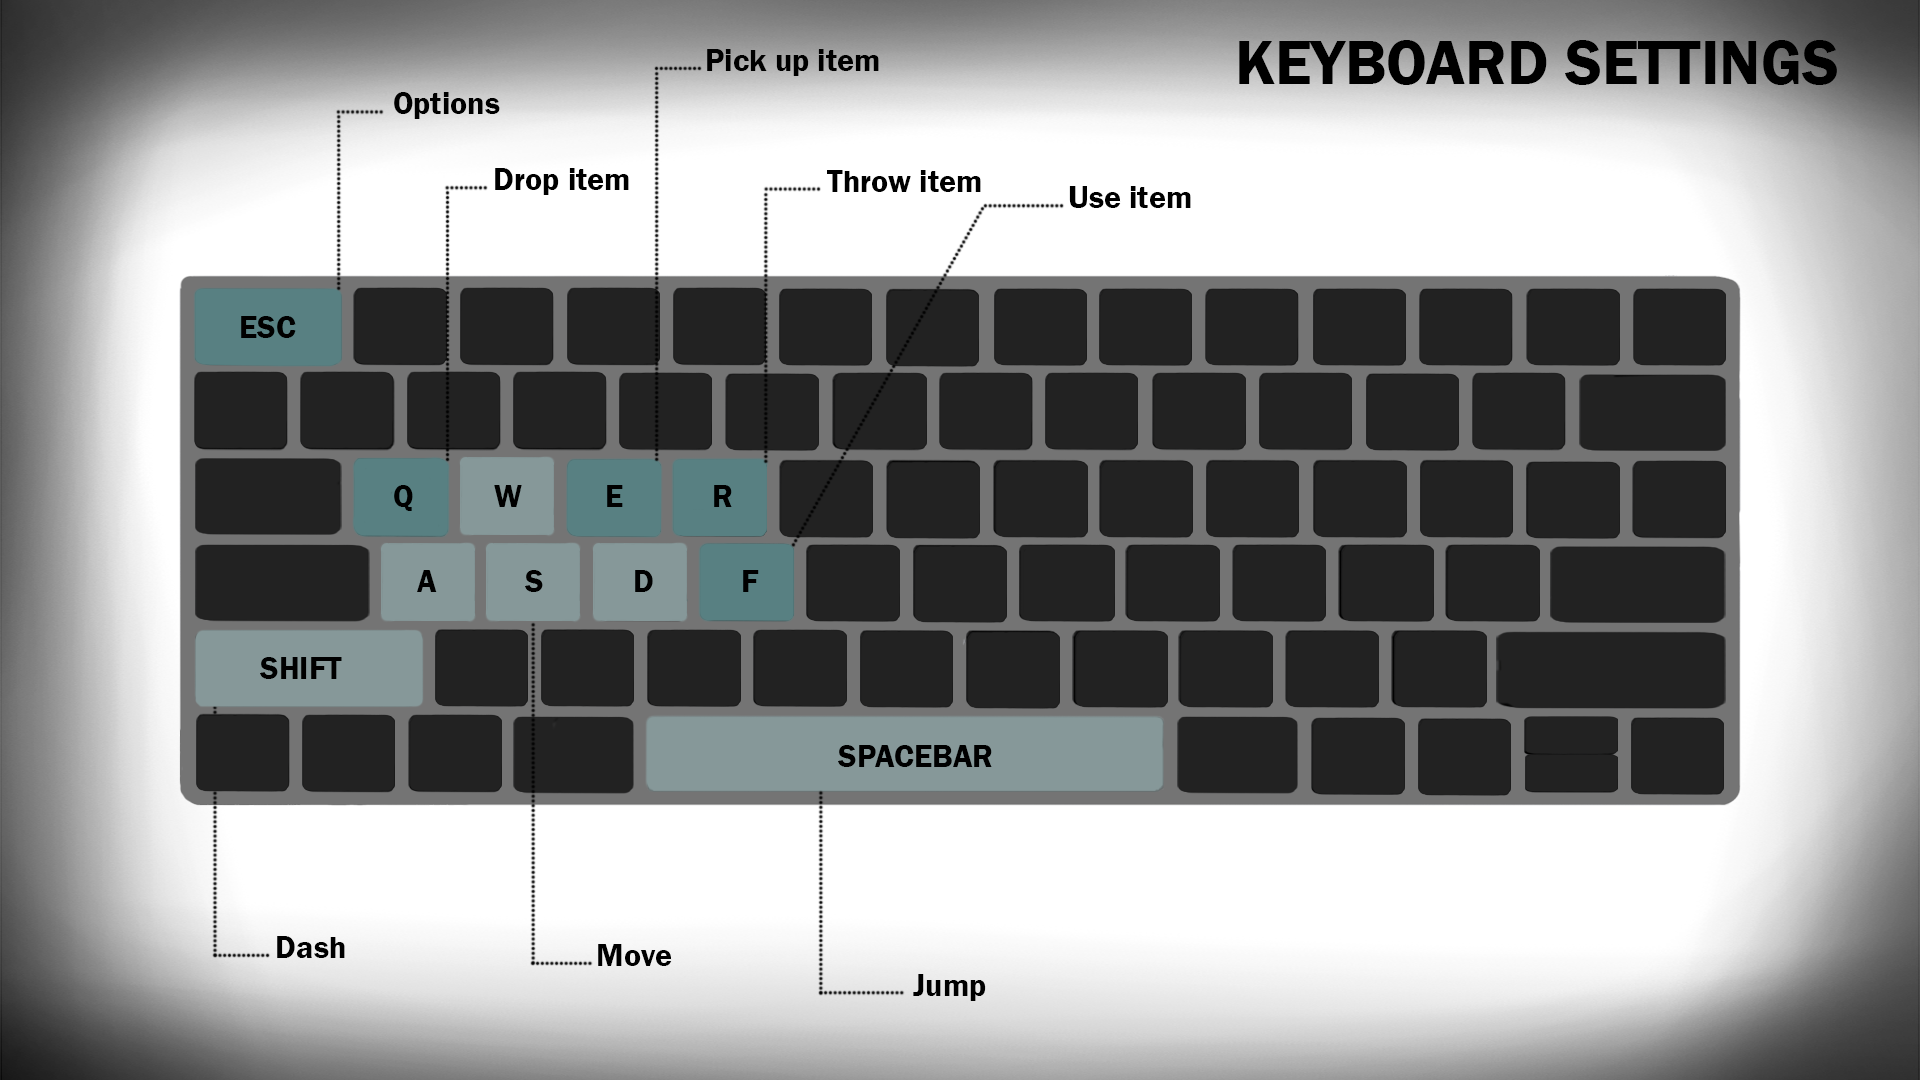 KEYBOARD SETTINGS
Pick up item
Options
Drop item
Throw item
Use item
ESC
Q
W
E
R
A
S
D
F
SHIFT
SPACEBAR
Dash
Move
Jump